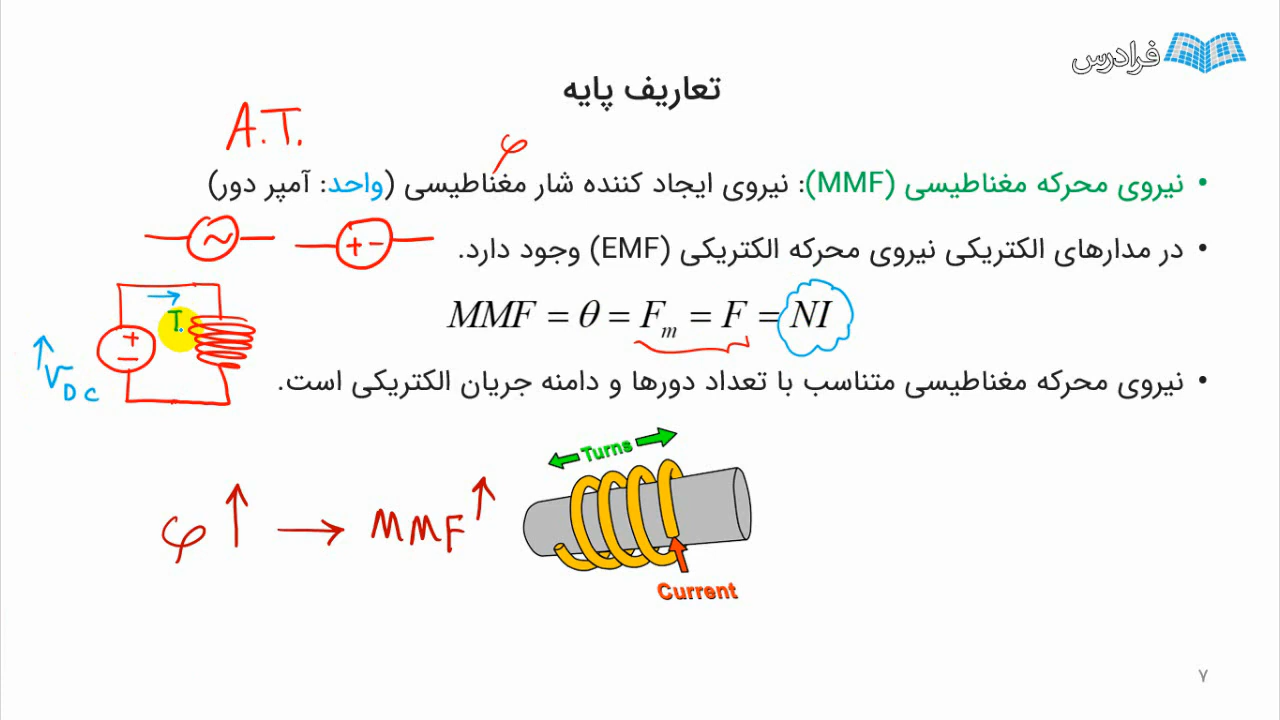 فرادرس
تعاریف پایه
A.T.
φ
• نیروی محرکه مغناطیسی (MMF): نیروی ایجاد کننده شار مغناطیسی (واحد: آمپر دور)
• در مدارهای الکتریکی نیروی محرکه الکتریکی (EMF) وجود دارد.
~ + -
MMF = θ = Fm = F = NI
+ -
VDC
• نیروی محرکه مغناطیسی متناسب با تعداد دورها و دامنه جریان الکتریکی است.
Turns
φ ↑ → MMF ↑
Current
۷